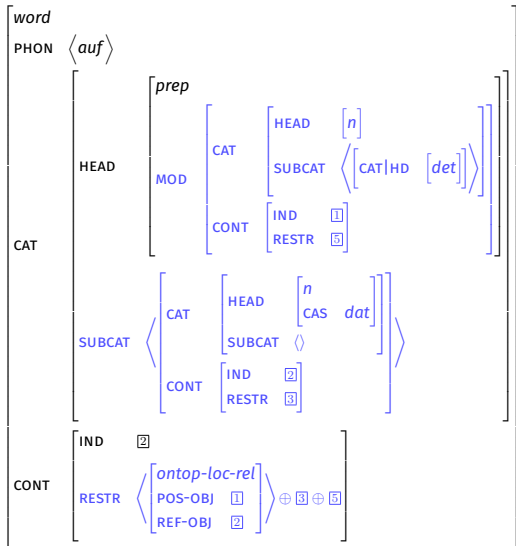 word
PHON ⟨auf⟩
prep
HEAD [n]
CAT
SUBCAT ⟨[CAT|HD [det]]⟩
MOD
HEAD
IND 1
CONT
RESTR 5
CAT
n
HEAD
CAS dat
CAT
SUBCAT ⟨⟩
SUBCAT
IND 2
CONT
RESTR 3
IND 2
CONT
ontop-loc-rel
RESTR ⟨POS-OBJ 1⟩ ⊕ 3 ⊕ 5
REF-OBJ 2